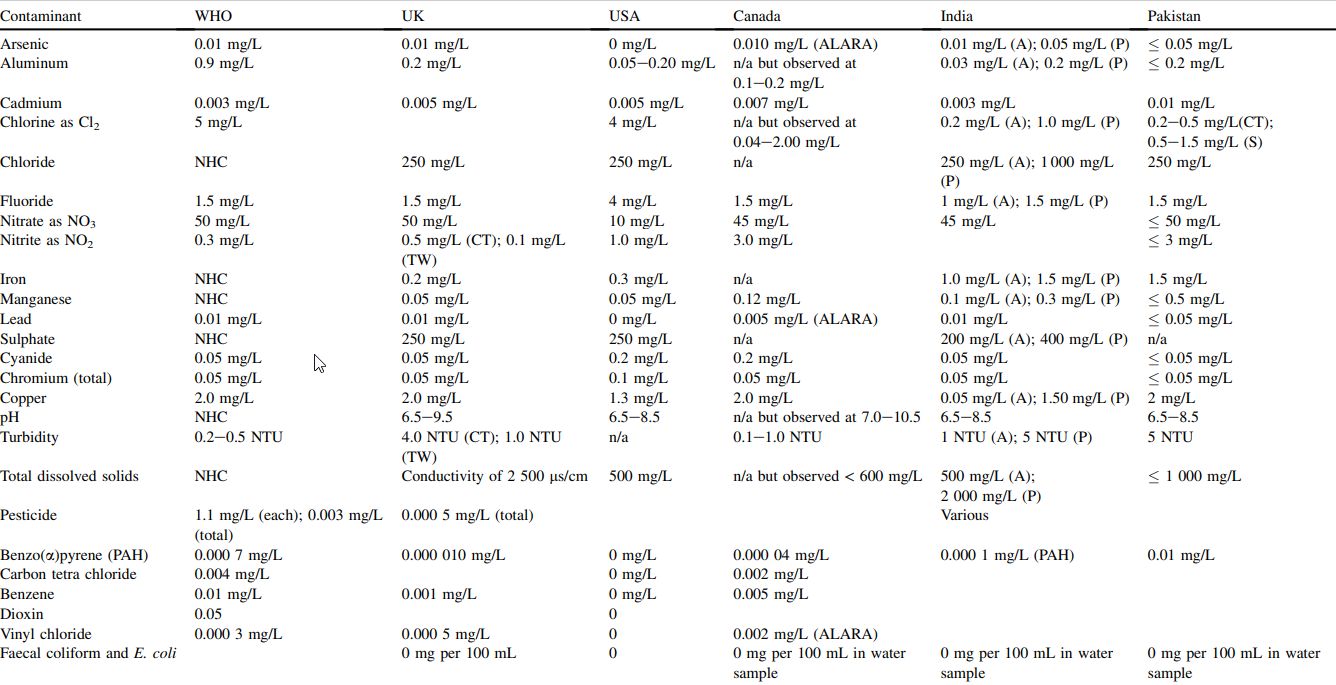 Contaminant WHO UK USA Canada India Pakistan
Arsenic 0.01 mg/L 0.01 mg/L 0 mg/L 0.010 mg/L (ALARA) 0.01 mg/L (A); 0.05 mg/L (P) ≤ 0.05 mg/L
Aluminum 0.9 mg/L 0.2 mg/L 0.05−0.20 mg/L n/a but observed at 0.03 mg/L (A); 0.2 mg/L (P) ≤ 0.2 mg/L
0.1−0.2 mg/L
Cadmium 0.003 mg/L 0.005 mg/L 0.005 mg/L 0.007 mg/L 0.003 mg/L 0.01 mg/L
Chlorine as Cl₂ 5 mg/L 4 mg/L n/a but observed at 0.2 mg/L (A); 1.0 mg/L (P) 0.2−0.5 mg/L(CT);
0.04−2.00 mg/L 0.5−1.5 mg/L (S)
Chloride NHC 250 mg/L 250 mg/L n/a 250 mg/L (A); 1 000 mg/L 250 mg/L
(P)
Fluoride 1.5 mg/L 1.5 mg/L 4 mg/L 1.5 mg/L 1 mg/L (A); 1.5 mg/L (P) 1.5 mg/L
Nitrate as NO₃ 50 mg/L 50 mg/L 10 mg/L 45 mg/L 45 mg/L ≤ 50 mg/L
Nitrite as NO₂ 0.3 mg/L 0.5 mg/L (CT); 0.1 mg/L 1.0 mg/L 3.0 mg/L ≤ 3 mg/L
(TW)
Iron NHC 0.2 mg/L 0.3 mg/L n/a 1.0 mg/L (A); 1.5 mg/L (P) 1.5 mg/L
Manganese NHC 0.05 mg/L 0.05 mg/L 0.12 mg/L 0.1 mg/L (A); 0.3 mg/L (P) ≤ 0.5 mg/L
Lead 0.01 mg/L 0.01 mg/L 0 mg/L 0.005 mg/L (ALARA) 0.01 mg/L ≤ 0.05 mg/L
Sulphate NHC 250 mg/L 250 mg/L n/a 200 mg/L (A); 400 mg/L (P) n/a
Cyanide 0.05 mg/L 0.05 mg/L 0.2 mg/L 0.2 mg/L 0.05 mg/L ≤ 0.05 mg/L
Chromium (total) 0.05 mg/L 0.05 mg/L 0.1 mg/L 0.05 mg/L 0.05 mg/L ≤ 0.05 mg/L
Copper 2.0 mg/L 2.0 mg/L 1.3 mg/L 2.0 mg/L 0.05 mg/L (A); 1.50 mg/L (P) 2 mg/L
pH NHC 6.5−9.5 6.5−8.5 n/a but observed at 7.0−10.5 6.5−8.5 6.5−8.5
Turbidity 0.2−0.5 NTU 4.0 NTU (CT); 1.0 NTU n/a 0.1−1.0 NTU 1 NTU (A); 5 NTU (P) 5 NTU
(TW)
Total dissolved solids NHC Conductivity of 2 500 μs/cm 500 mg/L n/a but observed < 600 mg/L 500 mg/L (A); ≤ 1 000 mg/L
2 000 mg/L (P)
Pesticide 1.1 mg/L (each); 0.003 mg/L 0.000 5 mg/L (total) Various
(total)
Benzo(α)pyrene (PAH) 0.000 7 mg/L 0.000 010 mg/L 0 mg/L 0.000 04 mg/L 0.000 1 mg/L (PAH) 0.01 mg/L
Carbon tetra chloride 0.004 mg/L 0 mg/L 0.002 mg/L
Benzene 0.01 mg/L 0.001 mg/L 0 mg/L 0.005 mg/L
Dioxin 0.05 0
Vinyl chloride 0.000 3 mg/L 0.000 5 mg/L 0 0.002 mg/L (ALARA)
Faecal coliform and E. coli 0 mg per 100 mL 0 0 mg per 100 mL in water 0 mg per 100 mL in water 0 mg per 100 mL in water
sample sample sample